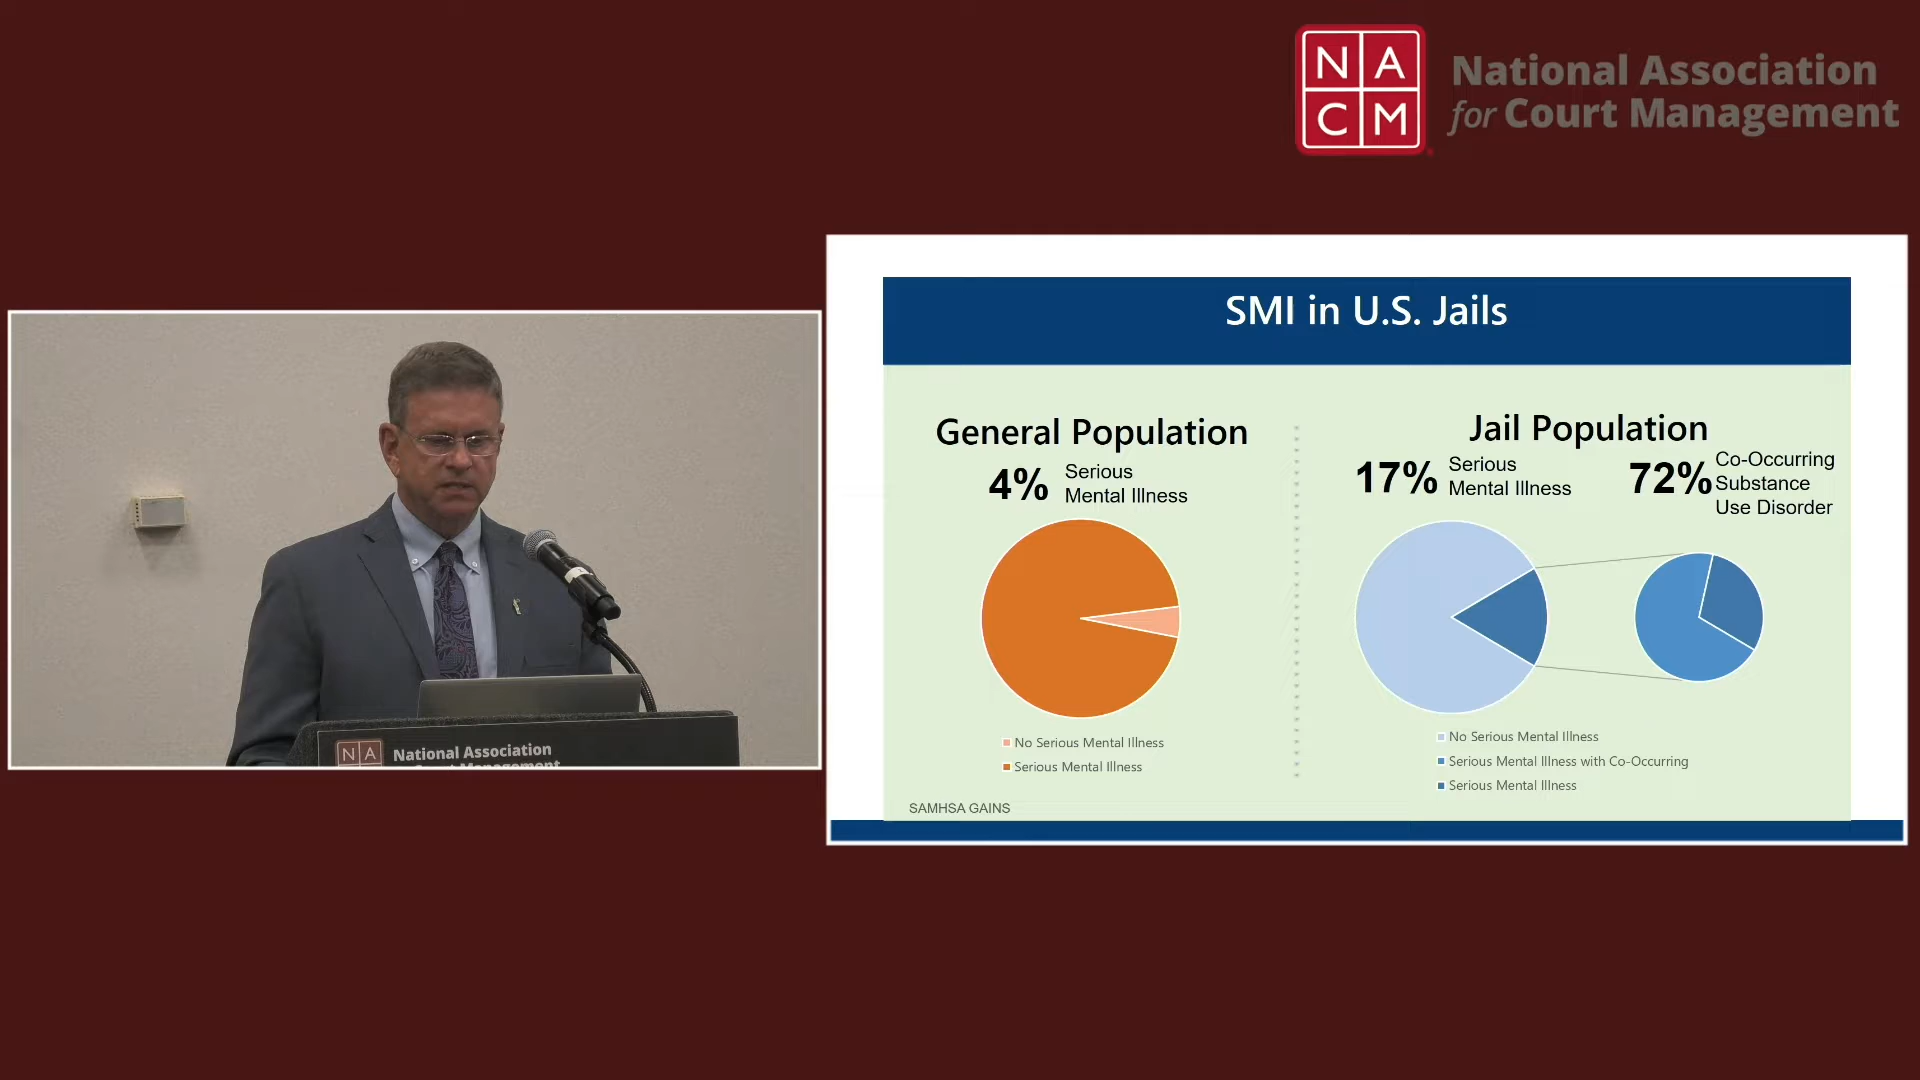 N A
C M
National Association
for Court Management
SMI in U.S. Jails
General Population
4% Serious
Mental Illness
Jail Population
17% Serious
Mental Illness
72% Co-Occurring
Substance
Use Disorder
No Serious Mental Illness
Serious Mental Illness
No Serious Mental Illness
Serious Mental Illness with Co-Occurring
Serious Mental Illness
SAMHSA GAINS
N A
National Association
Court Management